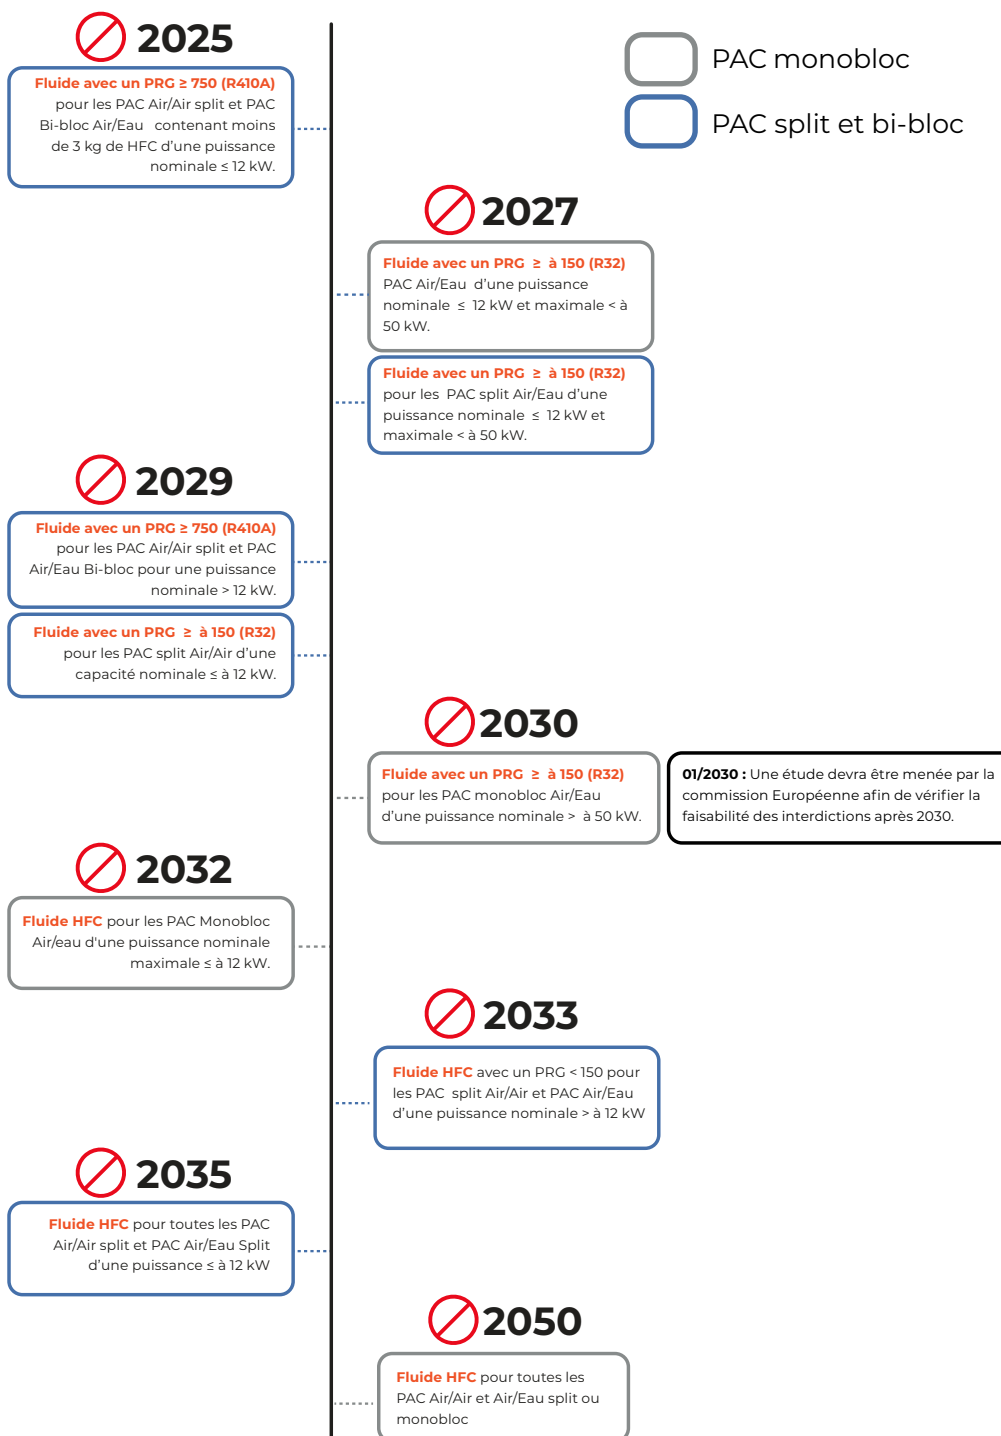 2025
Fluide avec un PRG ≥ 750 (R410A)
pour les PAC Air/Air split et PAC
Bi-bloc Air/Eau contenant moins
de 3 kg de HFC d'une puissance
nominale ≤ 12 kW.
PAC monobloc
PAC split et bi-bloc
2027
Fluide avec un PRG ≥ à 150 (R32)
PAC Air/Eau d'une puissance
nominale ≤ 12 kW et maximale < à
50 kW.
Fluide avec un PRG ≥ à 150 (R32)
pour les PAC split Air/Eau d'une
puissance nominale ≤ 12 kW et
maximale < à 50 kW.
2029
Fluide avec un PRG ≥ 750 (R410A)
pour les PAC Air/Air split et PAC
Air/Eau Bi-bloc pour une puissance
nominale > 12 kW.
Fluide avec un PRG ≥ à 150 (R32)
pour les PAC split Air/Air d'une
capacité nominale ≤ à 12 kW.
2030
Fluide avec un PRG ≥ à 150 (R32)
pour les PAC monobloc Air/Eau
d'une puissance nominale > à 50 kW.
01/2030 : Une étude devra être menée par la
commission Européenne afin de vérifier la
faisabilité des interdictions après 2030.
2032
Fluide HFC pour les PAC Monobloc
Air/eau d'une puissance nominale
maximale ≤ à 12 kW.
2033
Fluide HFC avec un PRG < 150 pour
les PAC split Air/Air et PAC Air/Eau
d'une puissance nominale > à 12 kW
2035
Fluide HFC pour toutes les PAC
Air/Air split et PAC Air/Eau Split
d'une puissance ≤ à 12 kW
2050
Fluide HFC pour toutes les
PAC Air/Air et Air/Eau split ou
monobloc